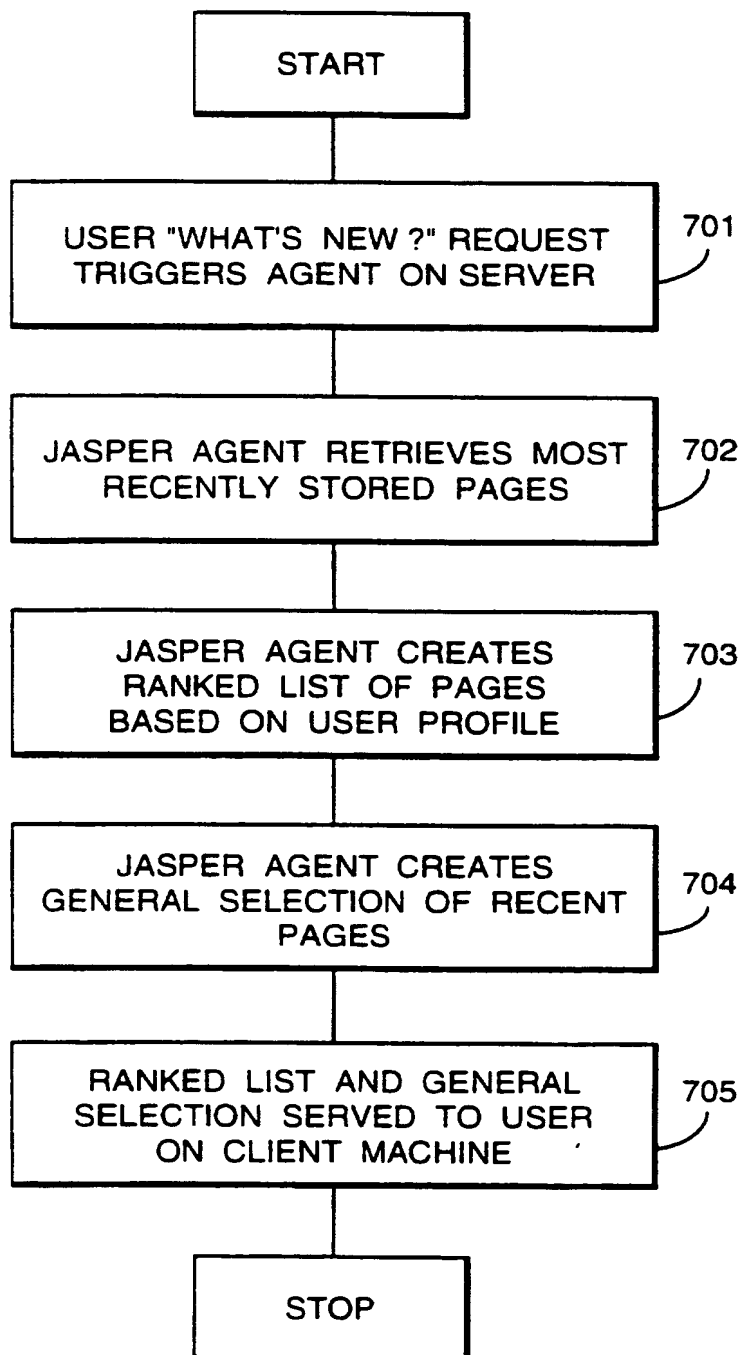 START
USER "WHAT'S NEW ?" REQUEST
TRIGGERS AGENT ON SERVER
701
JASPER AGENT RETRIEVES MOST
RECENTLY STORED PAGES
702
JASPER AGENT CREATES
RANKED LIST OF PAGES
BASED ON USER PROFILE
703
JASPER AGENT CREATES
GENERAL SELECTION OF RECENT
PAGES
704
RANKED LIST AND GENERAL
SELECTION SERVED TO USER
ON CLIENT MACHINE
705
STOP